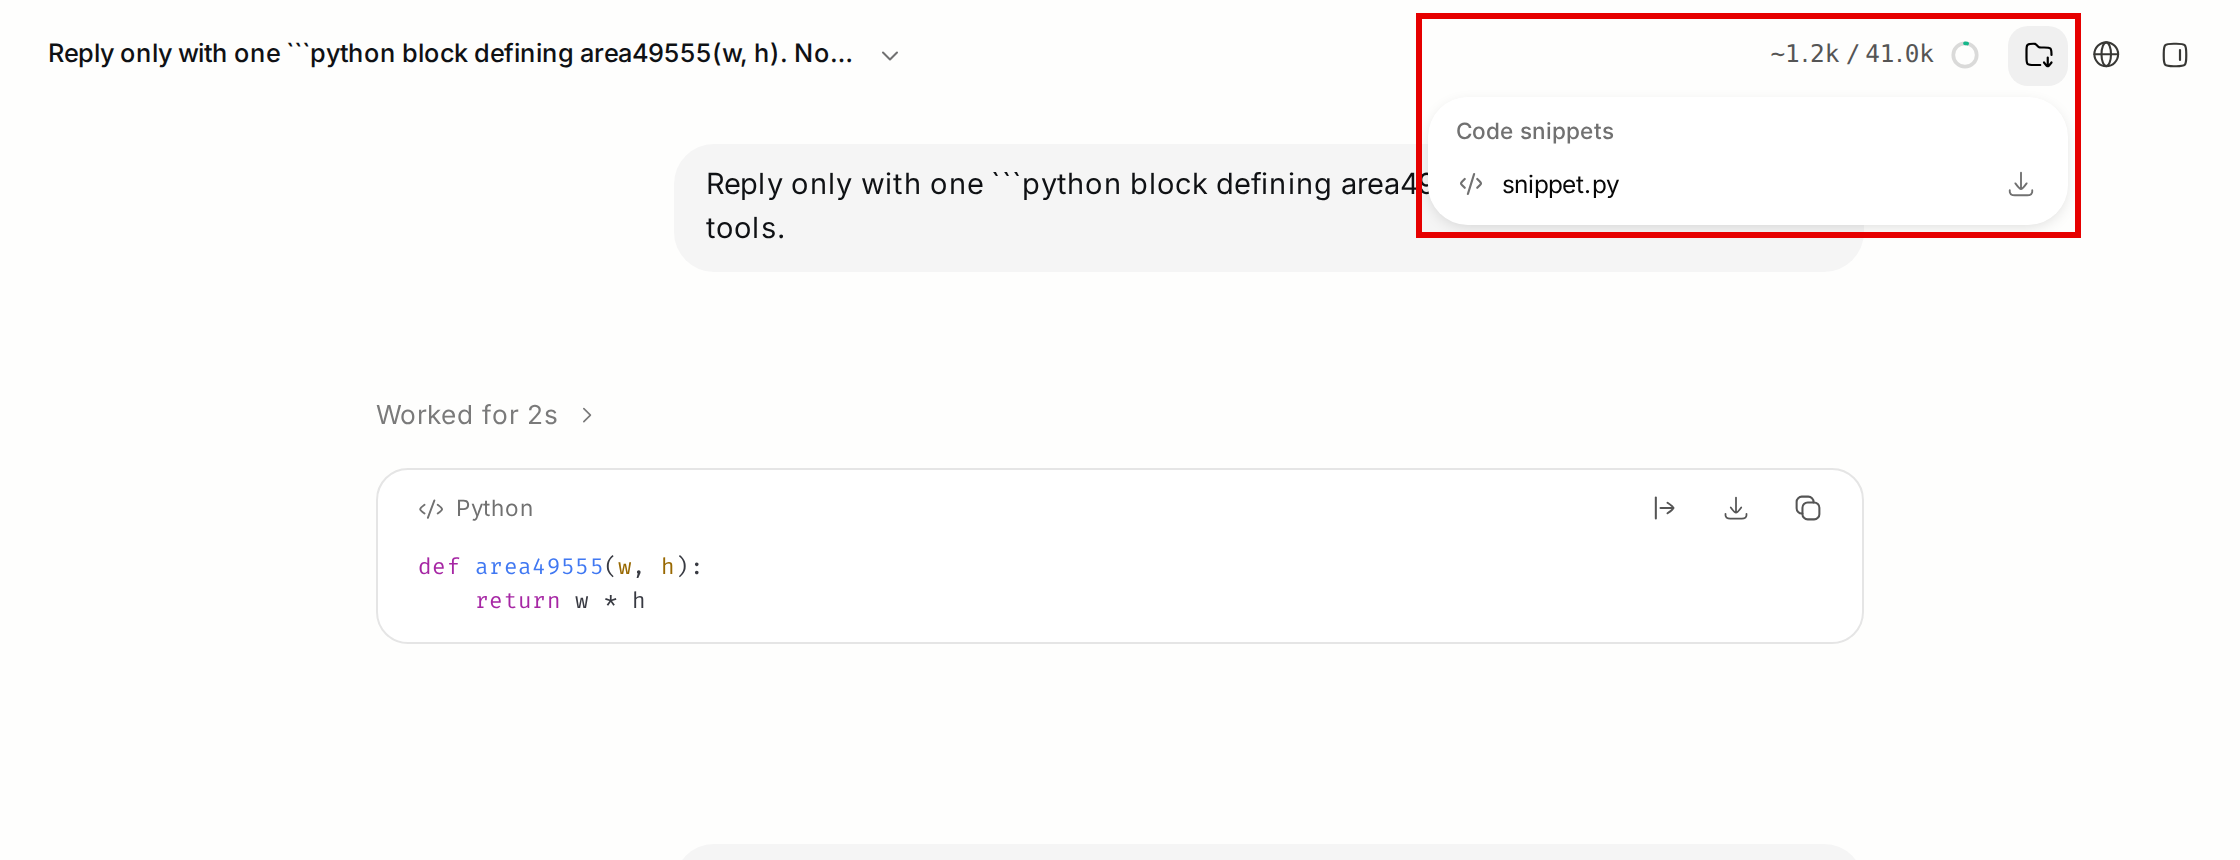 Reply only with one ```python block defining area49555(w, h). No...
~1.2k / 41.0k
Code snippets
snippet.py
Reply only with one ```python block defining area49
tools.
Worked for 2s
Python
def area49555(w, h):
    return w * h